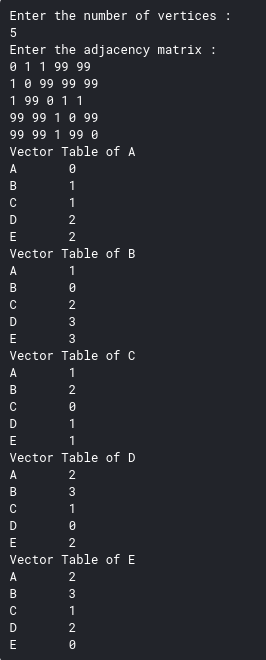 Enter the number of vertices :
5
Enter the adjacency matrix :
0 1 1 99 99
1 0 99 99 99
1 99 0 1 1
99 99 1 0 99
99 99 1 99 0
Vector Table of A
A 0
B 1
C 1
D 2
E 2
Vector Table of B
A 1
B 0
C 2
D 3
E 3
Vector Table of C
A 1
B 2
C 0
D 1
E 1
Vector Table of D
A 2
B 3
C 1
D 0
E 2
Vector Table of E
A 2
B 3
C 1
D 2
E 0